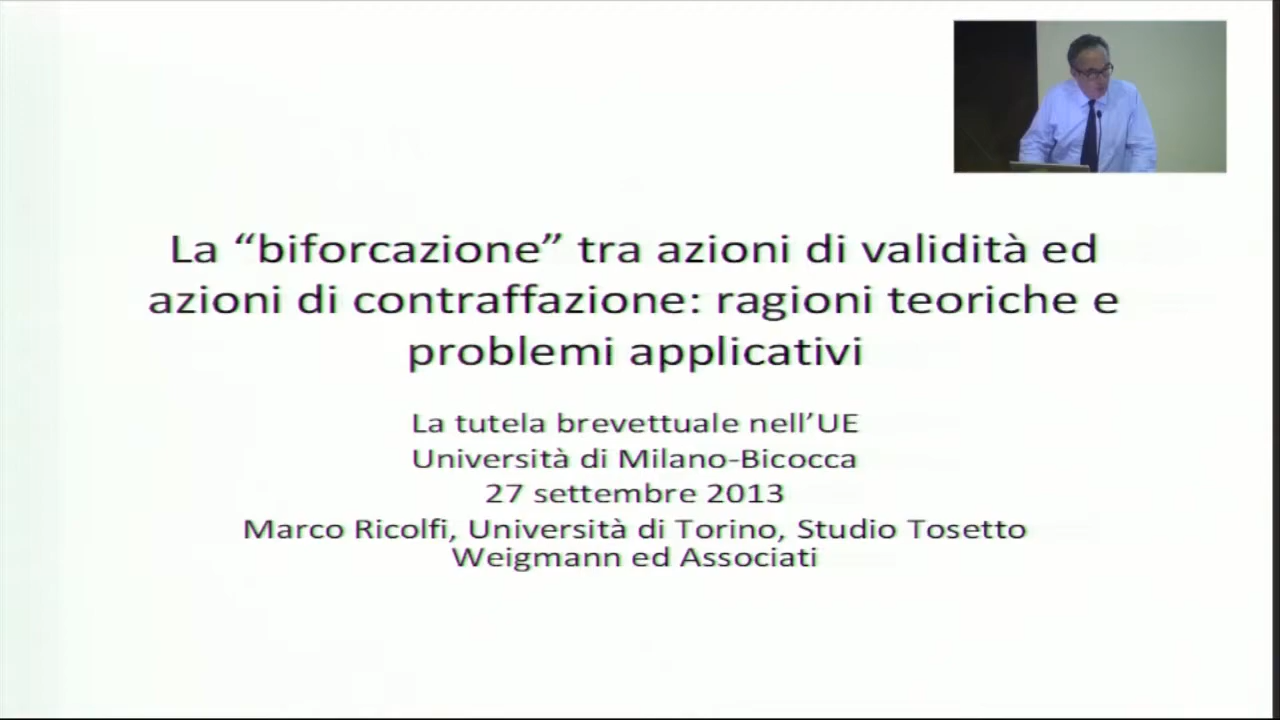 La “biforcazione” tra azioni di validità ed
azioni di contraffazione: ragioni teoriche e
problemi applicativi
La tutela brevettuale nell’UE
Università di Milano-Bicocca
27 settembre 2013
Marco Ricolfi, Università di Torino, Studio Tosetto
Weigmann ed Associati